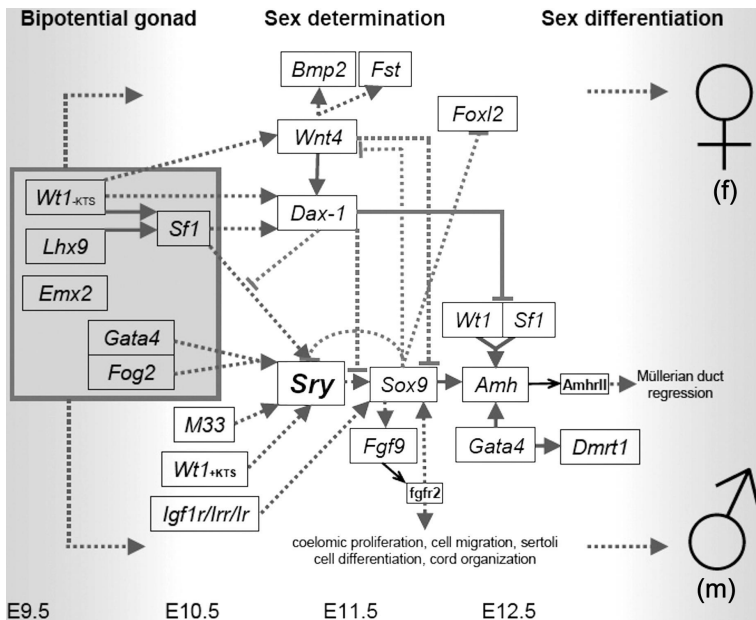 Bipotential gonad Sex determination Sex differentiation
Bmp2 Fst
Foxl2
Wnt4
(f)
Wt1-KTS
Dax-1
Sf1
Lhx9
Emx2
Wt1 Sf1
Gata4
Fog2
Sry Sox9 Amh AmhrII Müllerian duct
regression
M33
Fgf9 Gata4 Dmrt1
Wt1+KTS
fgfr2
Igf1r/Irr/Ir
coelomic proliferation, cell migration, sertoli
cell differentiation, cord organization
(m)
E9.5 E10.5 E11.5 E12.5